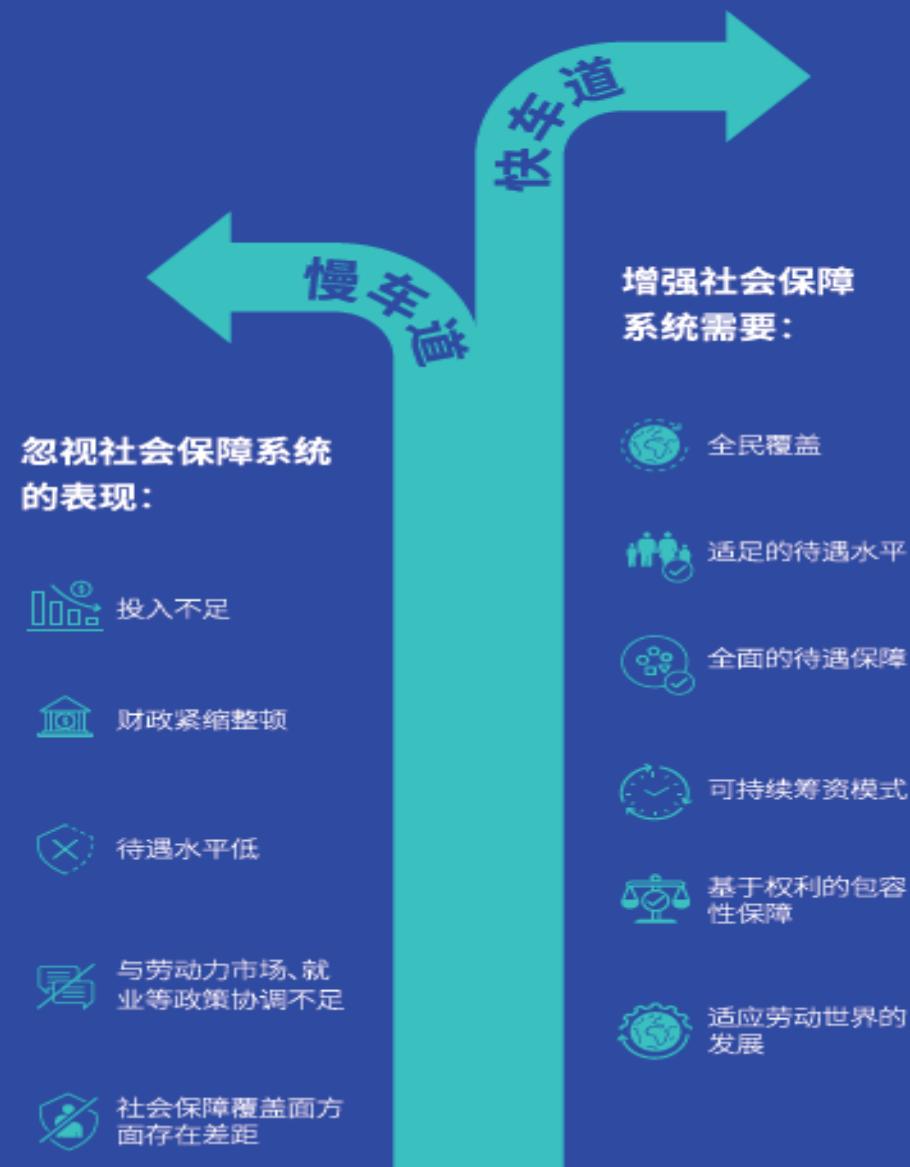 快车道
慢车道
增强社会保障
系统需要：
全民覆盖
适足的待遇水平
全面的待遇保障
可持续筹资模式
基于权利的包容
性保障
适应劳动世界的
发展
忽视社会保障系统
的表现：
投入不足
财政紧缩整顿
待遇水平低
与劳动力市场、就
业等政策协调不足
社会保障覆盖面方
面存在差距